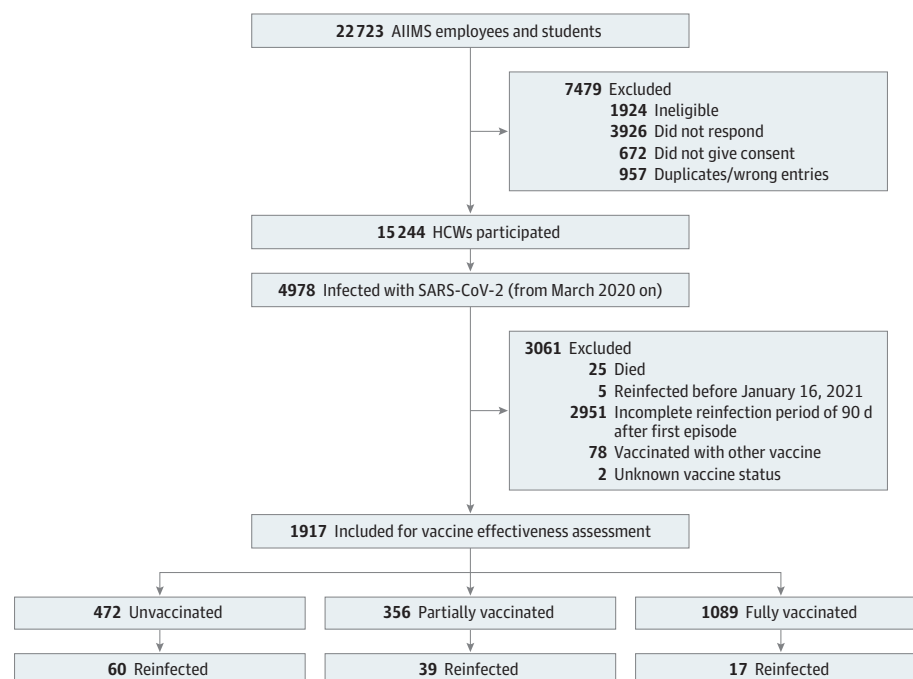 22 723 AIIMS employees and students
7479 Excluded
1924 Ineligible
3926 Did not respond
672 Did not give consent
957 Duplicates/wrong entries
15 244 HCWs participated
4978 Infected with SARS-CoV-2 (from March 2020 on)
3061 Excluded
25 Died
5 Reinfected before January 16, 2021
2951 Incomplete reinfection period of 90 d
after first episode
78 Vaccinated with other vaccine
2 Unknown vaccine status
1917 Included for vaccine effectiveness assessment
472 Unvaccinated
356 Partially vaccinated
1089 Fully vaccinated
60 Reinfected
39 Reinfected
17 Reinfected